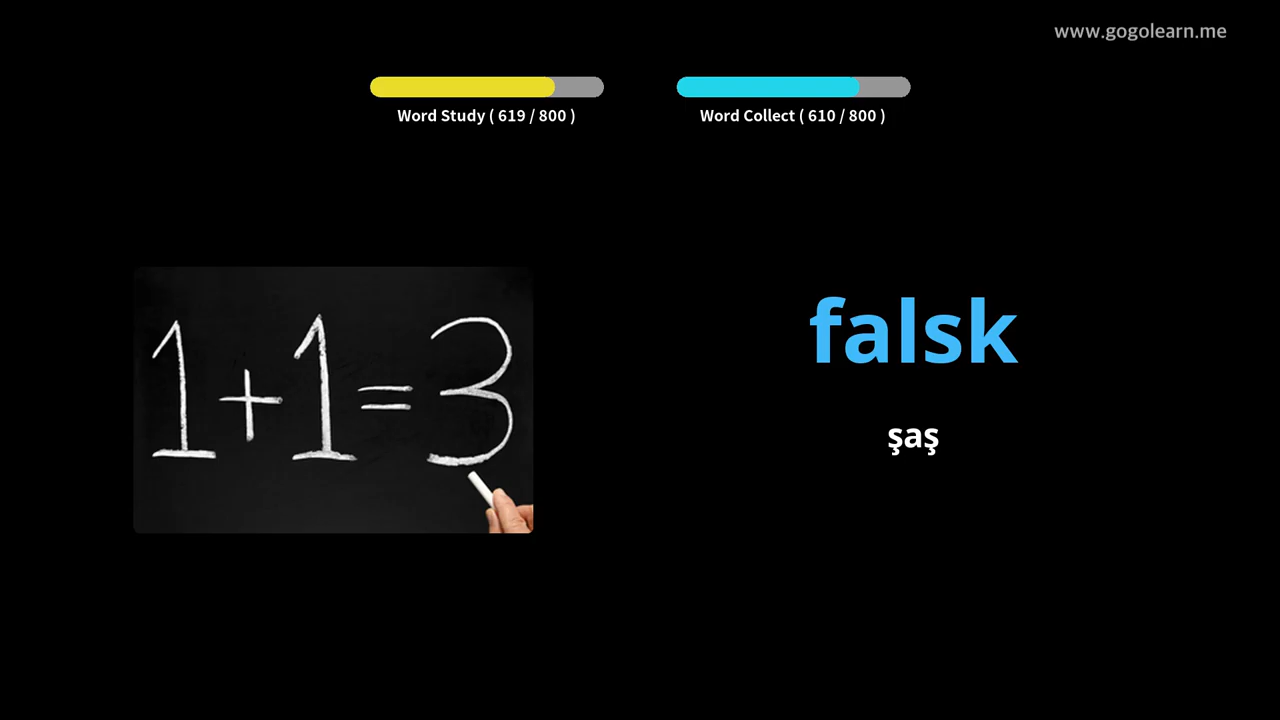 www.gogolearn.me
Word Study ( 619 / 800 )
Word Collect ( 610 / 800 )
1+1=3
falsk
şaş